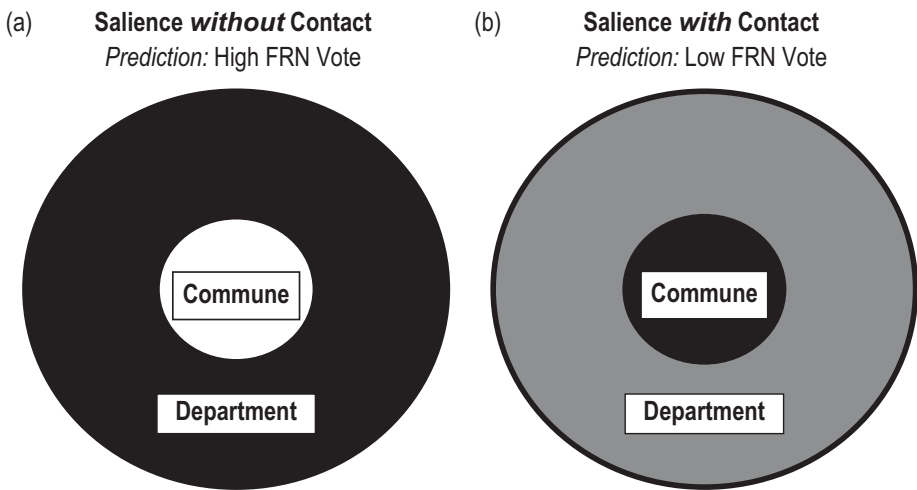 (a)
Salience without Contact
Prediction: High FRN Vote
Commune
Department
(b)
Salience with Contact
Prediction: Low FRN Vote
Commune
Department